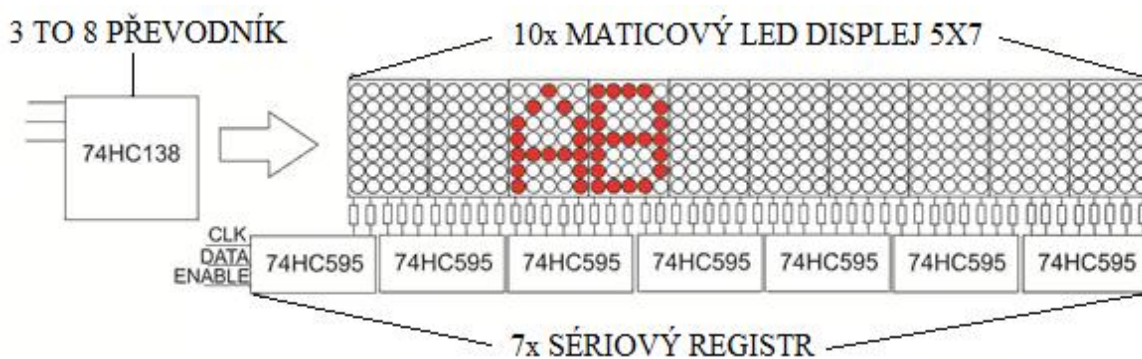 3 TO 8 PŘEVODNÍK
10x MATICOVÝ LED DISPLEJ 5X7
74HC138
AB
CLK
DATA
ENABLE
74HC595 74HC595 74HC595 74HC595 74HC595 74HC595 74HC595
7x SÉRIOVÝ REGISTR